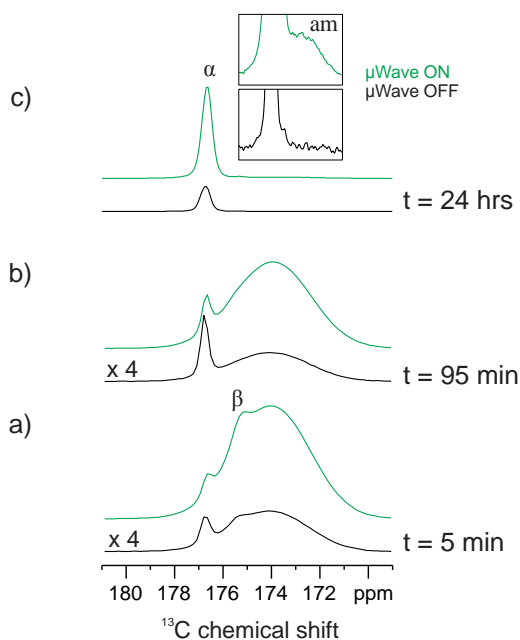 am
α
μWave ON
μWave OFF
c)
t = 24 hrs
b)
x 4
t = 95 min
β
a)
x 4
t = 5 min
180 178 176 174 172 ppm
¹³C chemical shift